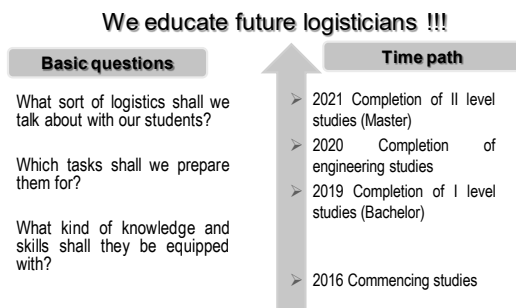 We educate future logisticians !!!
Basic questions
What sort of logistics shall we
talk about with our students?
Which tasks shall we prepare
them for?
What kind of knowledge and
skills shall they be equipped
with?
Time path
➢ 2021 Completion of II level
studies (Master)
➢ 2020 Completion of
engineering studies
➢ 2019 Completion of I level
studies (Bachelor)
➢ 2016 Commencing studies